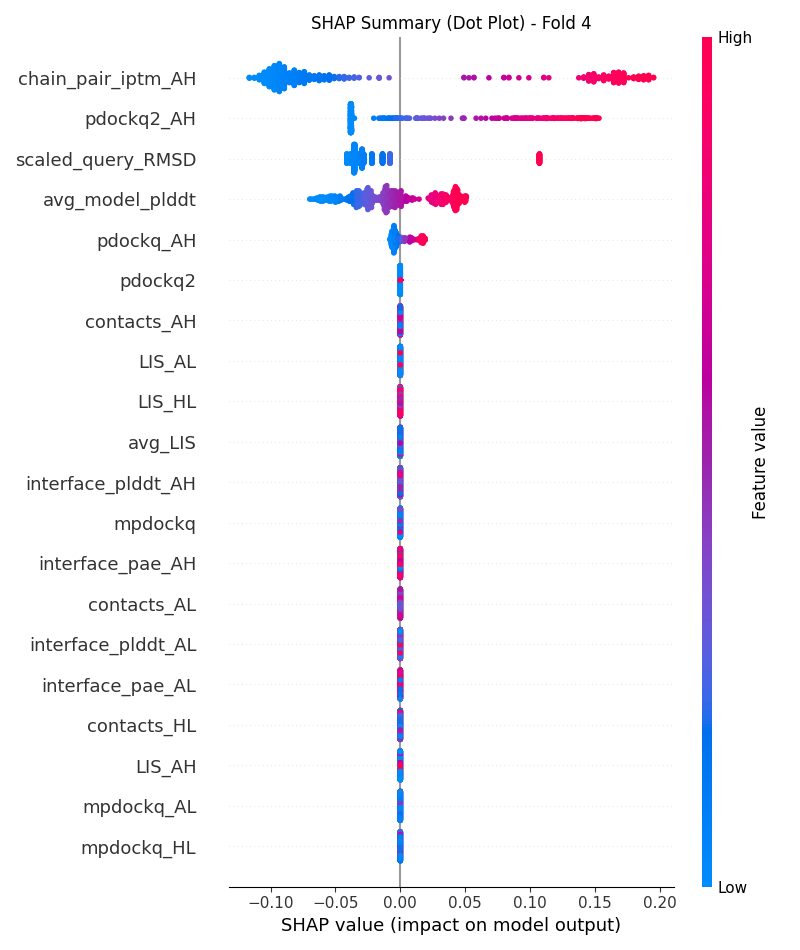 SHAP Summary (Dot Plot) - Fold 4
High
chain_pair_iptm_AH
pdockq2_AH
scaled_query_RMSD
avg_model_plddt
pdockq_AH
pdockq2
contacts_AH
LIS_AL
LIS_HL
avg_LIS
interface_plddt_AH
mpdockq
interface_pae_AH
contacts_AL
interface_plddt_AL
interface_pae_AL
contacts_HL
LIS_AH
mpdockq_AL
mpdockq_HL
Feature value
Low
−0.10 −0.05 0.00 0.05 0.10 0.15 0.20
SHAP value (impact on model output)